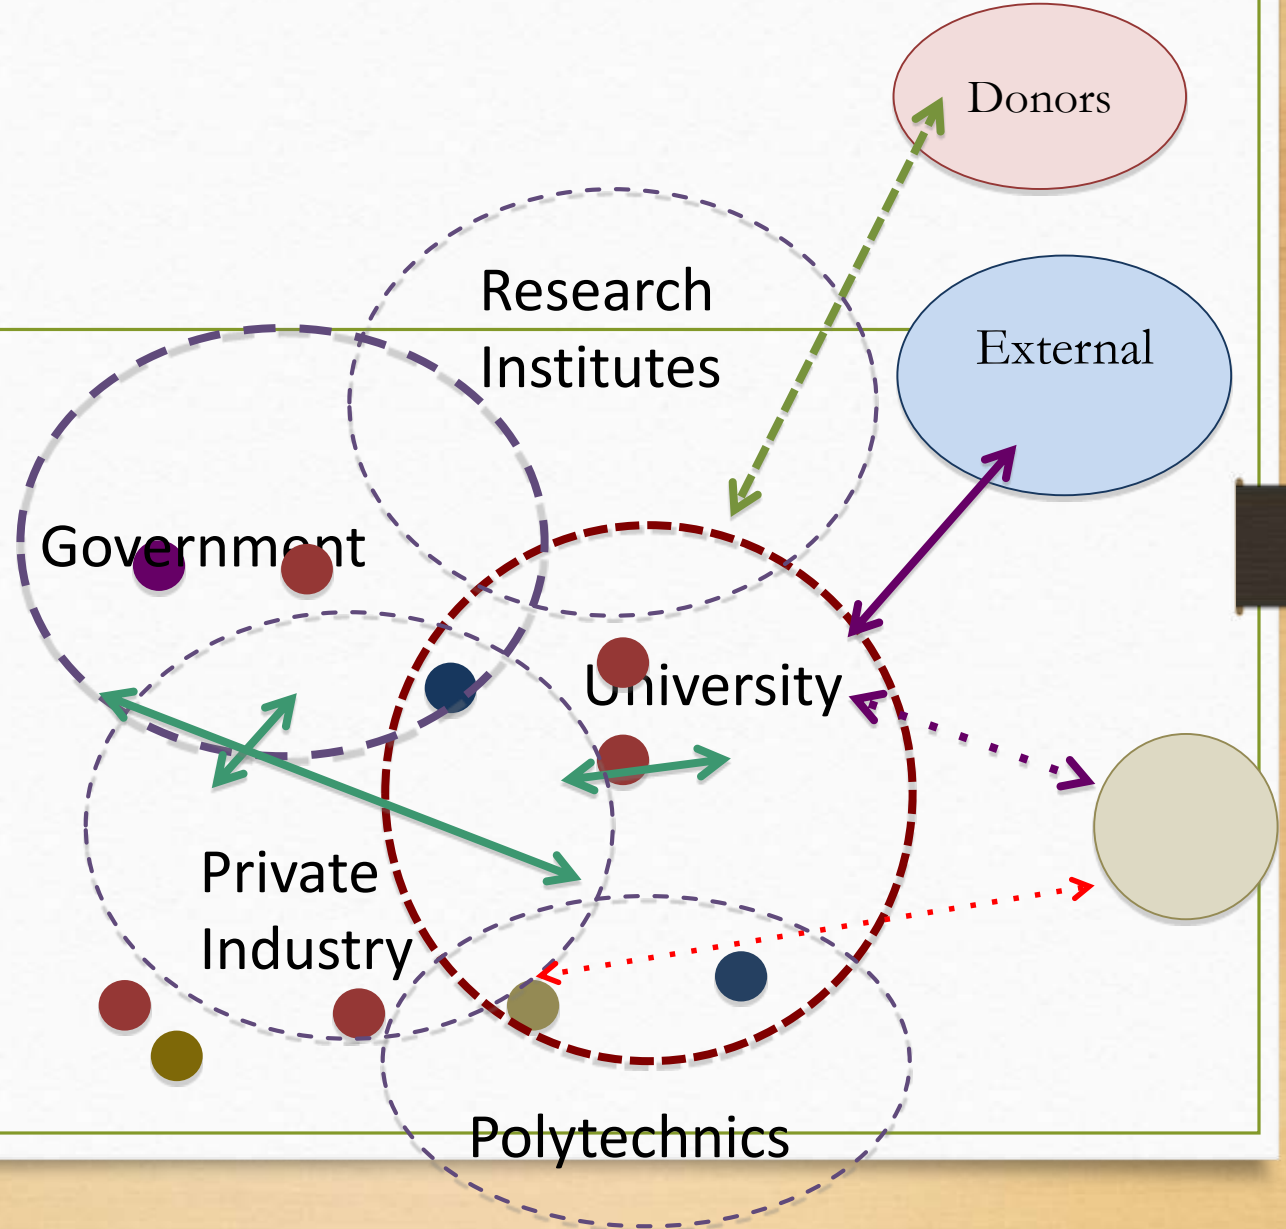 Donors
Research
Institutes
External
Government
University
Private
Industry
Polytechnics